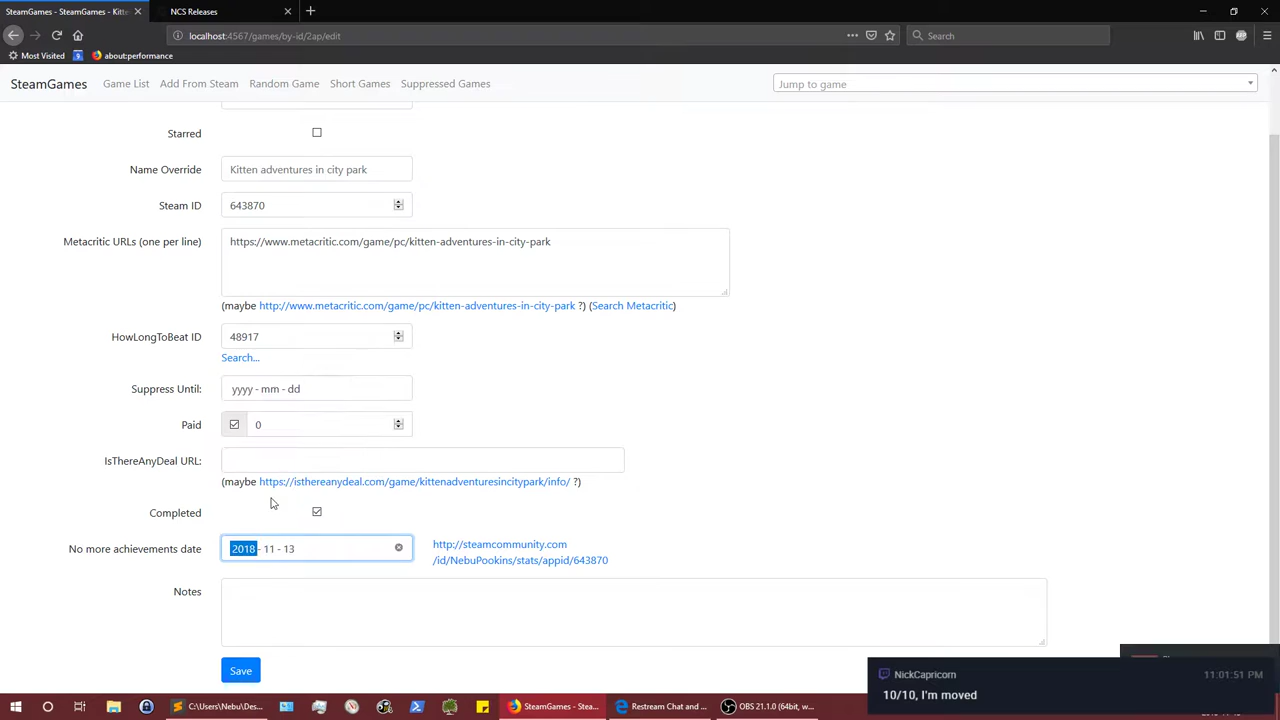 SteamGames - SteamGames - Kitte
NCS Releases
localhost:4567/games/by-id/2ap/edit
Search
Most Visited
about:performance
SteamGames
Game List
Add From Steam
Random Game
Short Games
Suppressed Games
Jump to game
Starred
Name Override
Kitten adventures in city park
Steam ID
643870
Metacritic URLs (one per line)
https://www.metacritic.com/game/pc/kitten-adventures-in-city-park
(maybe http://www.metacritic.com/game/pc/kitten-adventures-in-city-park ?) (Search Metacritic)
HowLongToBeat ID
48917
Search...
Suppress Until:
yyyy - mm - dd
Paid
0
IsThereAnyDeal URL:
(maybe https://isthereanydeal.com/game/kittenadventuresincitypark/info/ ?)
Completed
No more achievements date
2018 - 11 - 13
http://steamcommunity.com
/id/NebuPookins/stats/appid/643870
Notes
Save
NickCapricorn
11:01:51 PM
10/10, I'm moved
C:\Users\Nebu\Des...
SteamGames - Stea...
Restream Chat and ...
OBS 21.1.0 (64bit, w...